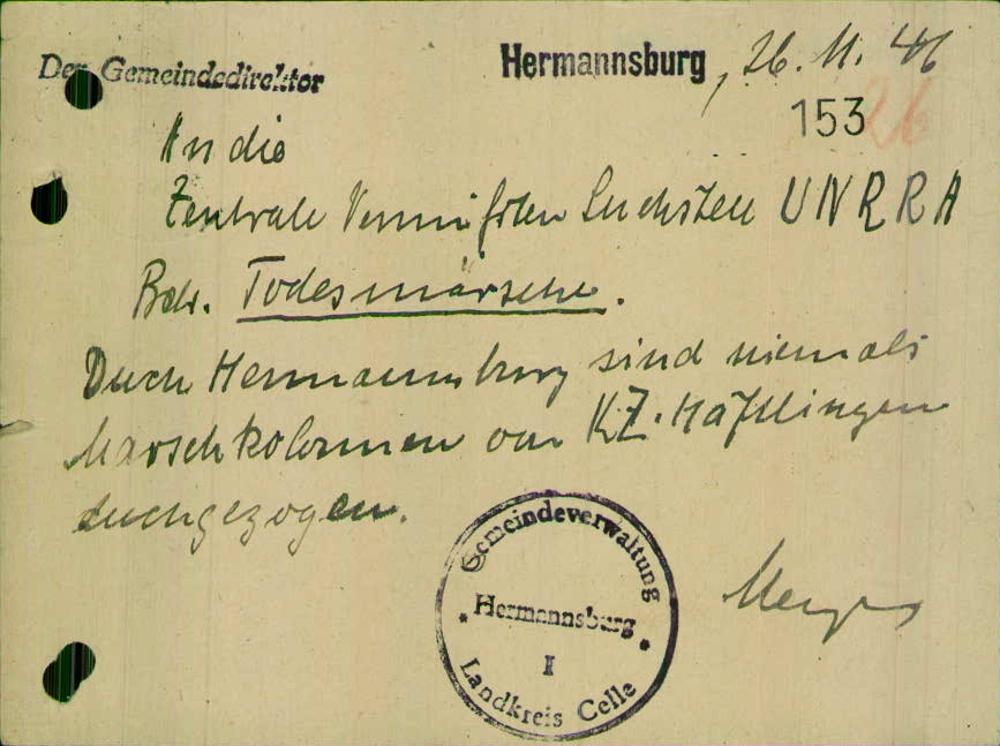 Der Gemeindedirektor
Hermannsburg, 26. 11. 46
153 26
An die
Zentrale Vermißten Suchstelle UNRRA
Betr. Todesmärsche.
Durch Hermannsburg sind niemals
Marschkolonnen von KZ. Häftlingen
durchgezogen.
Gemeindeverwaltung
* Hermannsburg *
I
Landkreis Celle